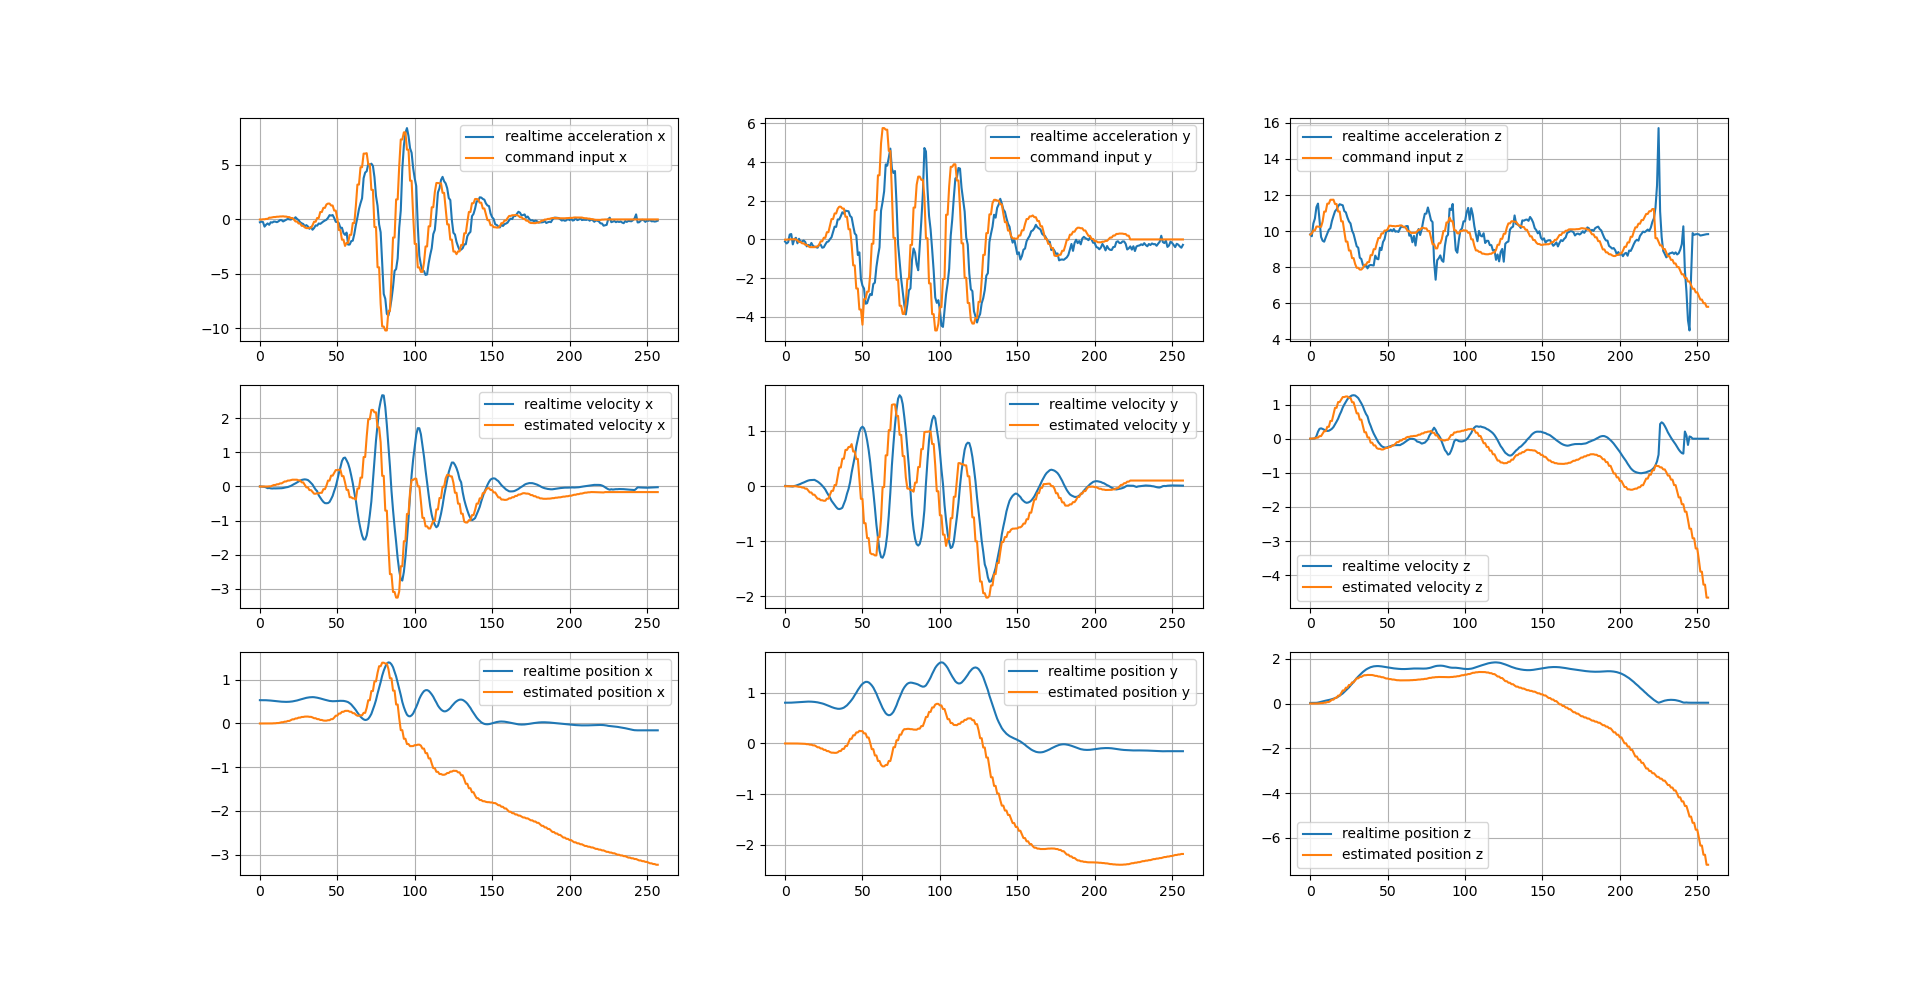 realtime acceleration x
command input x
5
0
−5
−10
0 50 100 150 200 250
realtime acceleration y
command input y
6
4
2
0
−2
−4
0 50 100 150 200 250
realtime acceleration z
command input z
16
14
12
10
8
6
4
0 50 100 150 200 250
realtime velocity x
estimated velocity x
2
1
0
−1
−2
−3
0 50 100 150 200 250
realtime velocity y
estimated velocity y
1
0
−1
−2
0 50 100 150 200 250
1
0
−1
−2
−3
−4
realtime velocity z
estimated velocity z
0 50 100 150 200 250
realtime position x
estimated position x
1
0
−1
−2
−3
0 50 100 150 200 250
realtime position y
estimated position y
1
0
−1
−2
0 50 100 150 200 250
2
0
−2
−4
−6
realtime position z
estimated position z
0 50 100 150 200 250